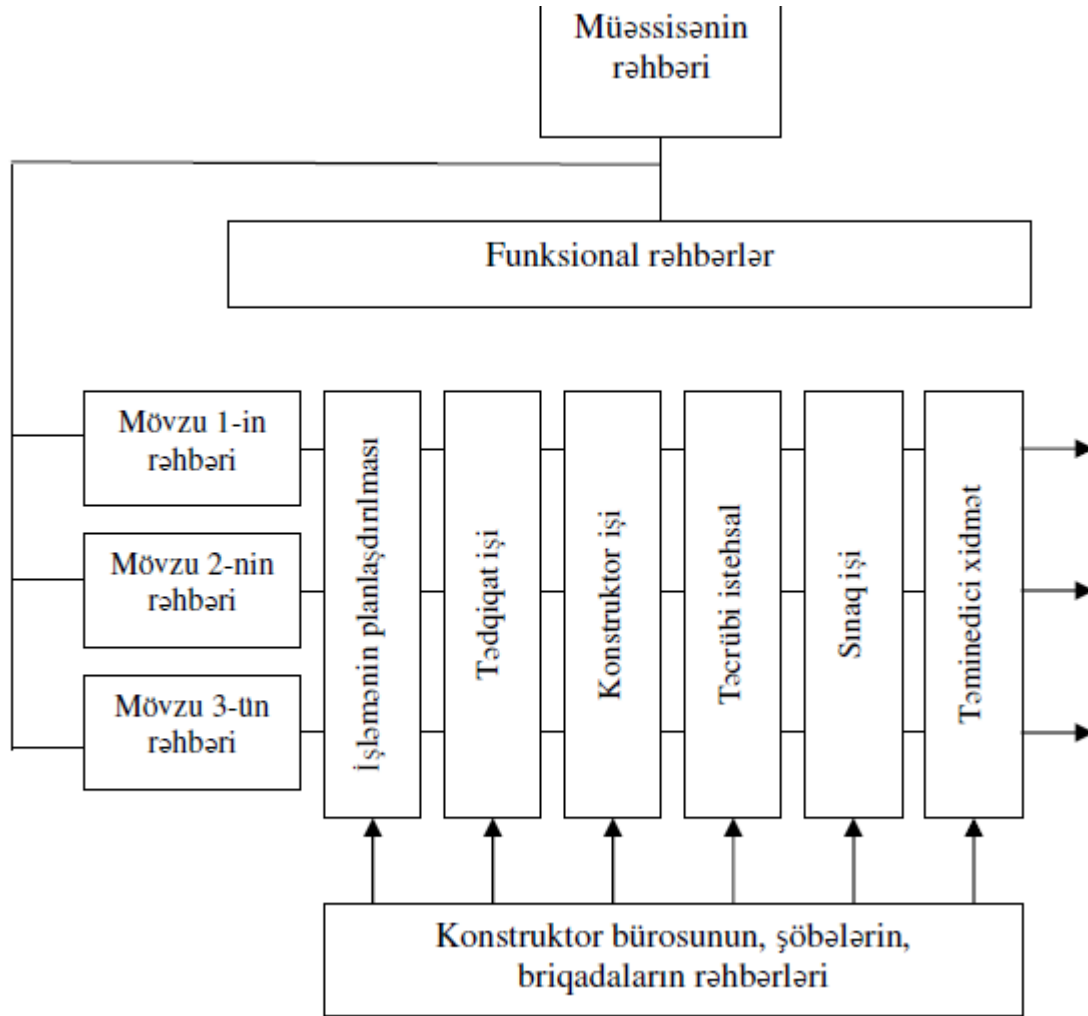 Müəssisənin
rəhbəri
Funksional rəhbərlər
Mövzu 1-in
rəhbəri
Mövzu 2-nin
rəhbəri
Mövzu 3-ün
rəhbəri
İşləmənin planlaşdırılması
Tədqiqat işi
Konstruktor işi
Təcrübi istehsal
Sınaq işi
Təminedici xidmət
Konstruktor bürosunun, şöbələrin,
briqadaların rəhbərləri